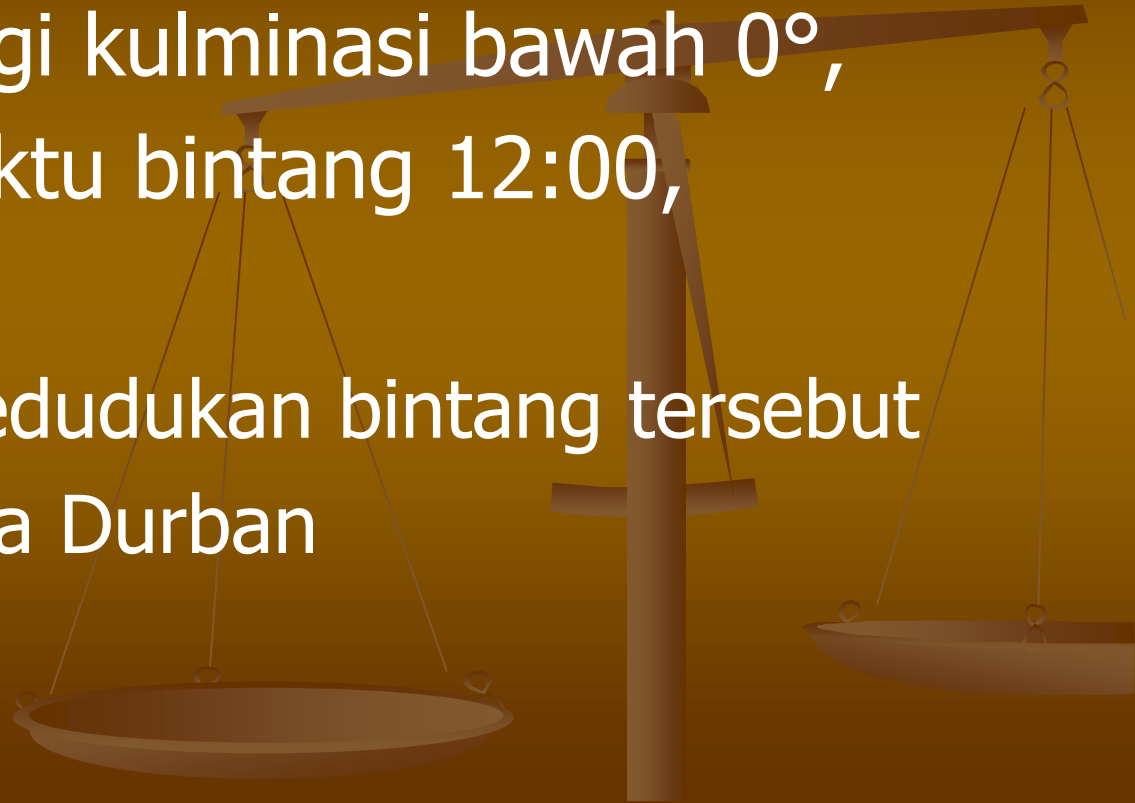 gi kulminasi bawah 0°,
ktu bintang 12:00,
edudukan bintang tersebut
a Durban